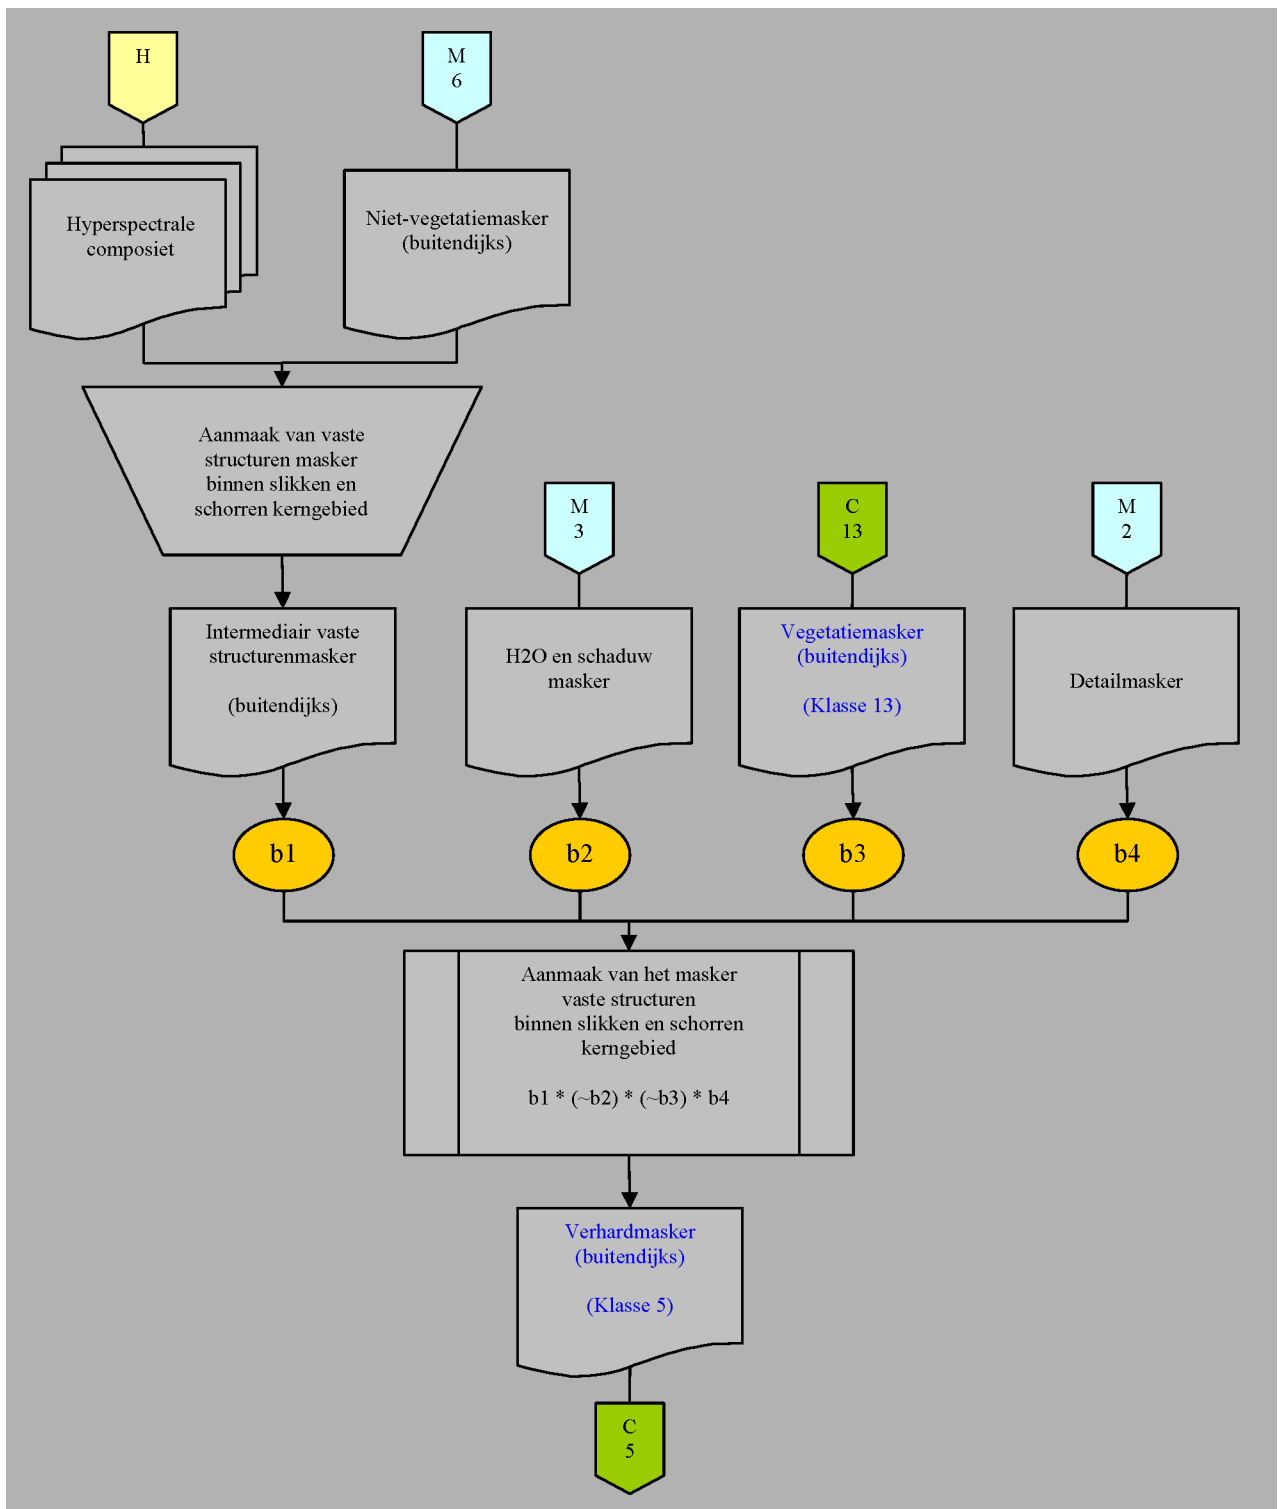 H
M
6
Hyperspectrale
composiet
Niet-vegetatiemasker
(buitendijks)
Aanmaak van vaste
structuren masker
binnen slikken en
schorren kerngebied
M
3
C
13
M
2
Intermediair vaste
structurenmasker
(buitendijks)
H2O en schaduw
masker
Vegetatiemasker
(buitendijks)
(Klasse 13)
Detailmasker
b1
b2
b3
b4
Aanmaak van het masker
vaste structuren
binnen slikken en schorren
kerngebied
b1 * (~b2) * (~b3) * b4
Verhardmasker
(buitendijks)
(Klasse 5)
C
5